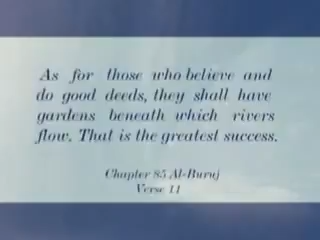 As for those who believe and
do good deeds, they shall have
gardens beneath which rivers
flow. That is the greatest success.
Chapter 85 Al-Buruj
Verse 11